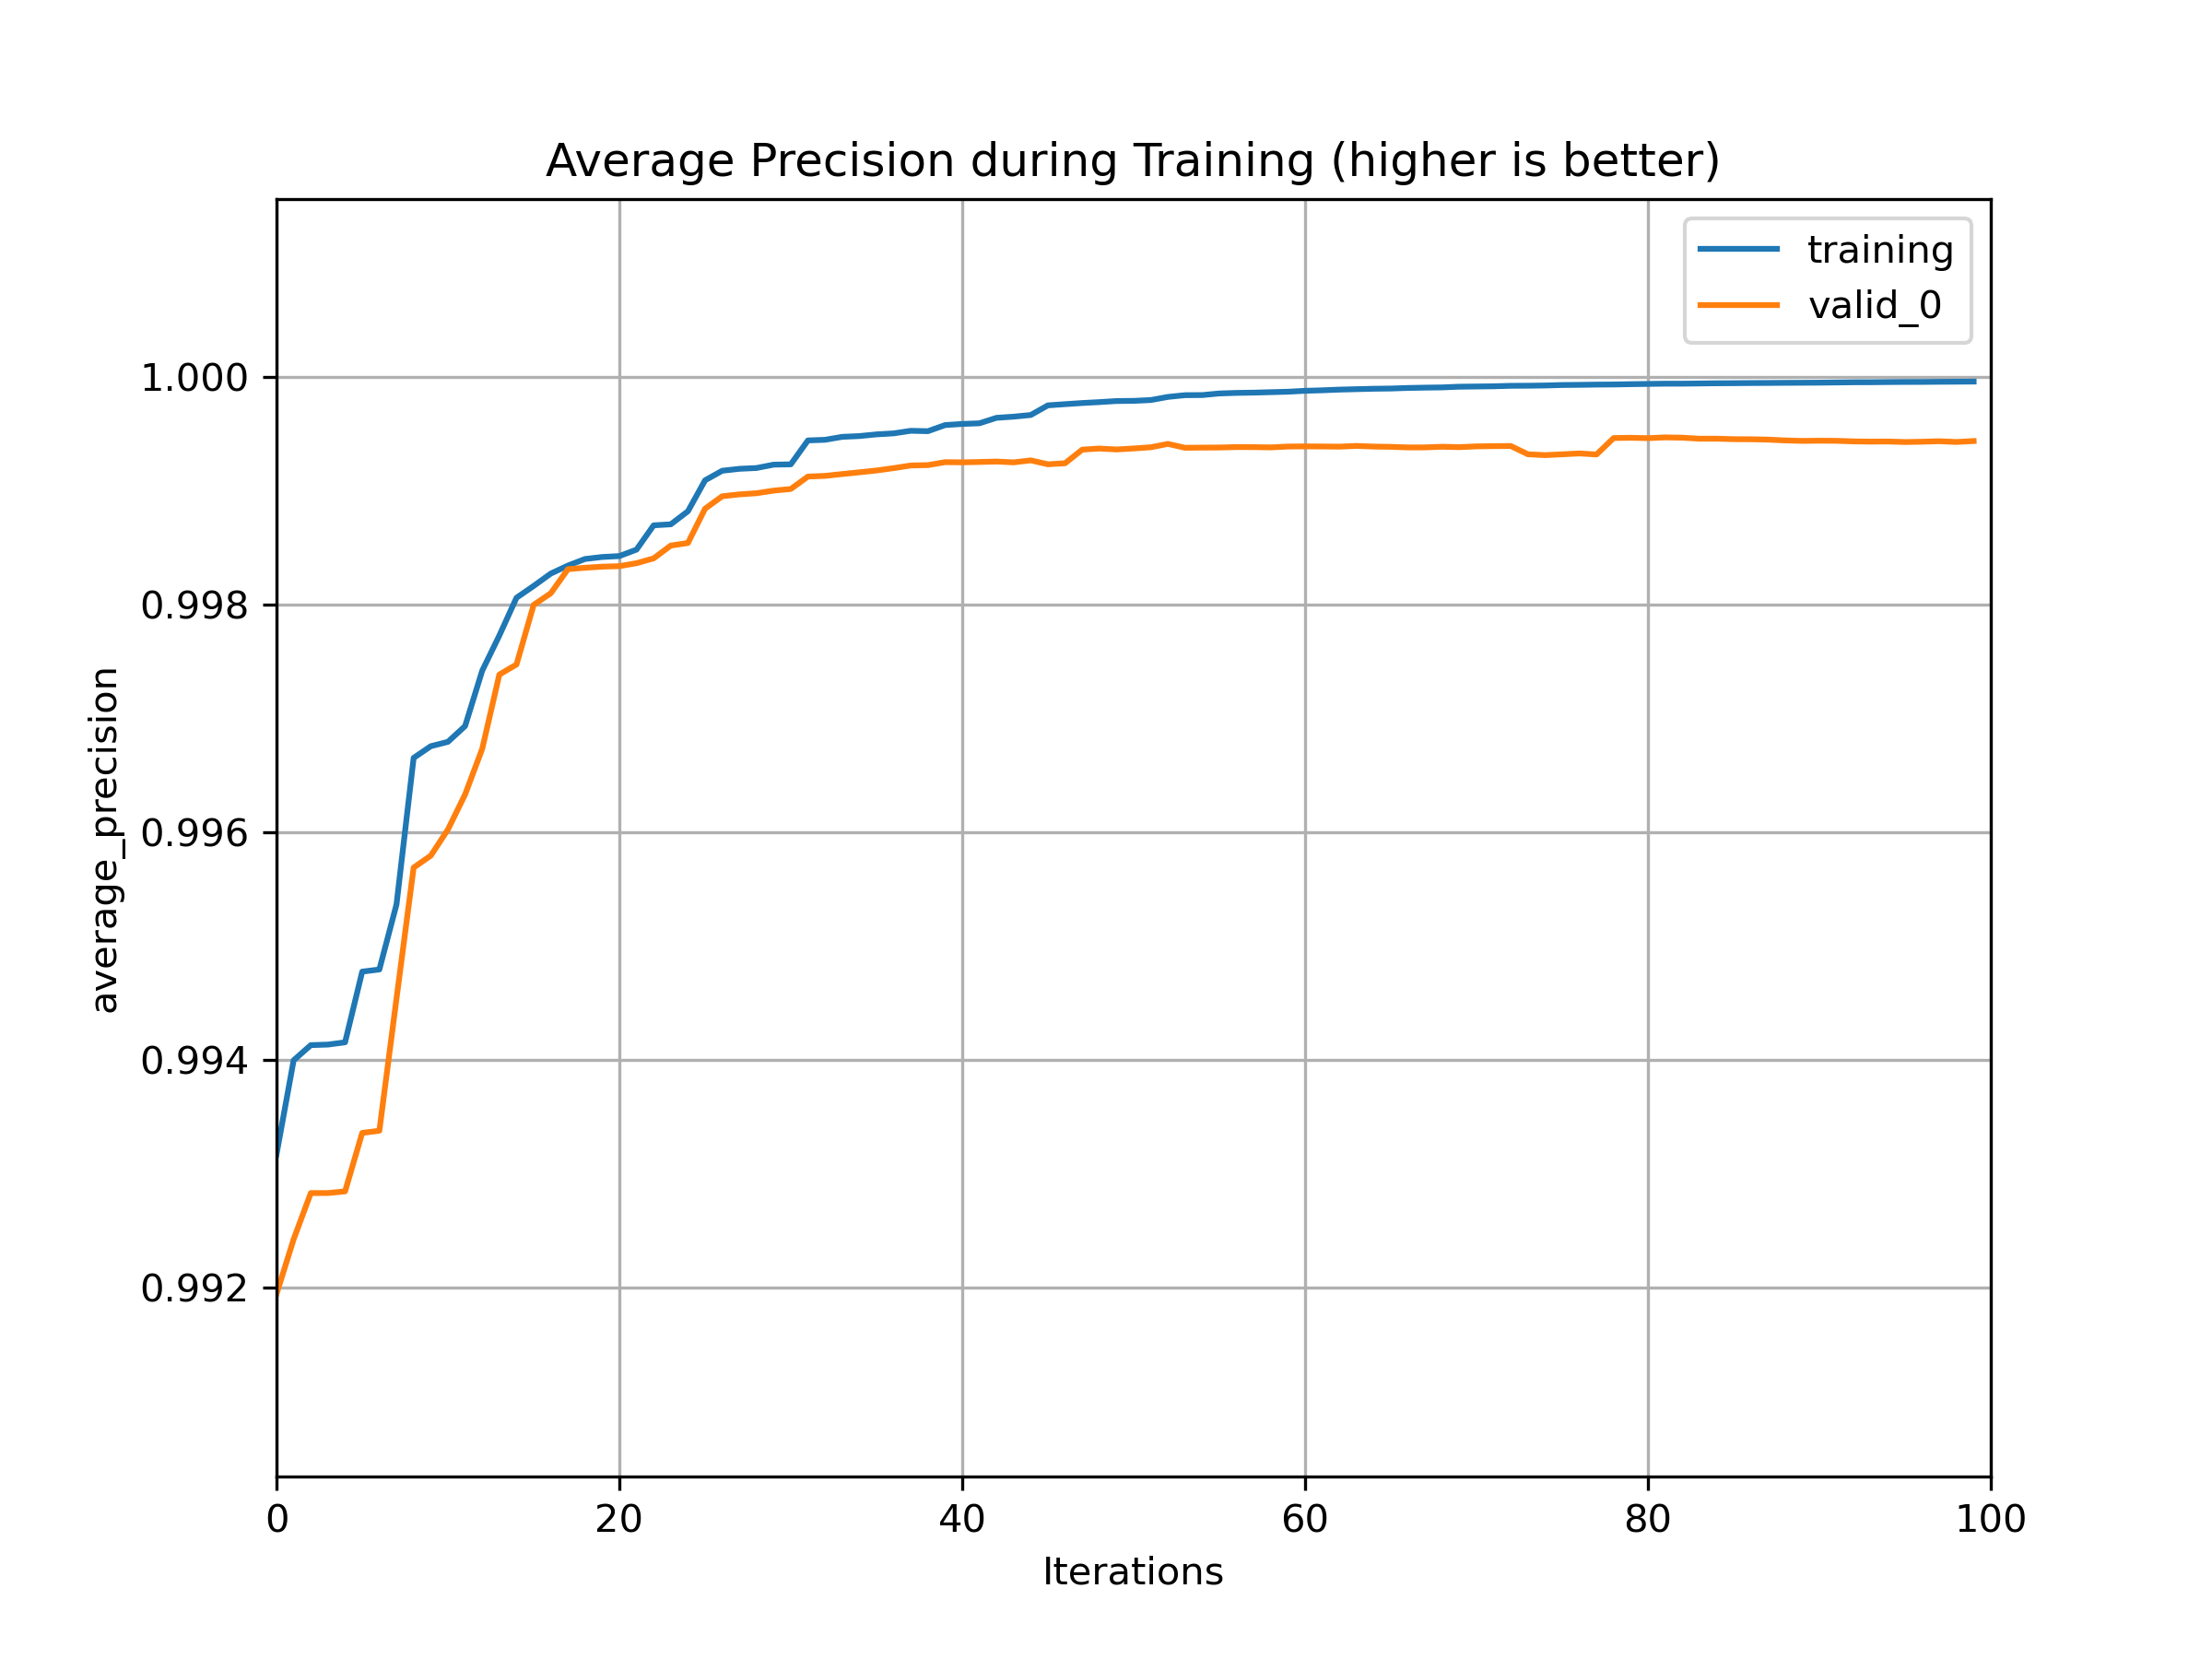 Average Precision during Training (higher is better)
training
valid_0
1.000
0.998
0.996
0.994
0.992
average_precision
0 20 40 60 80 100
Iterations